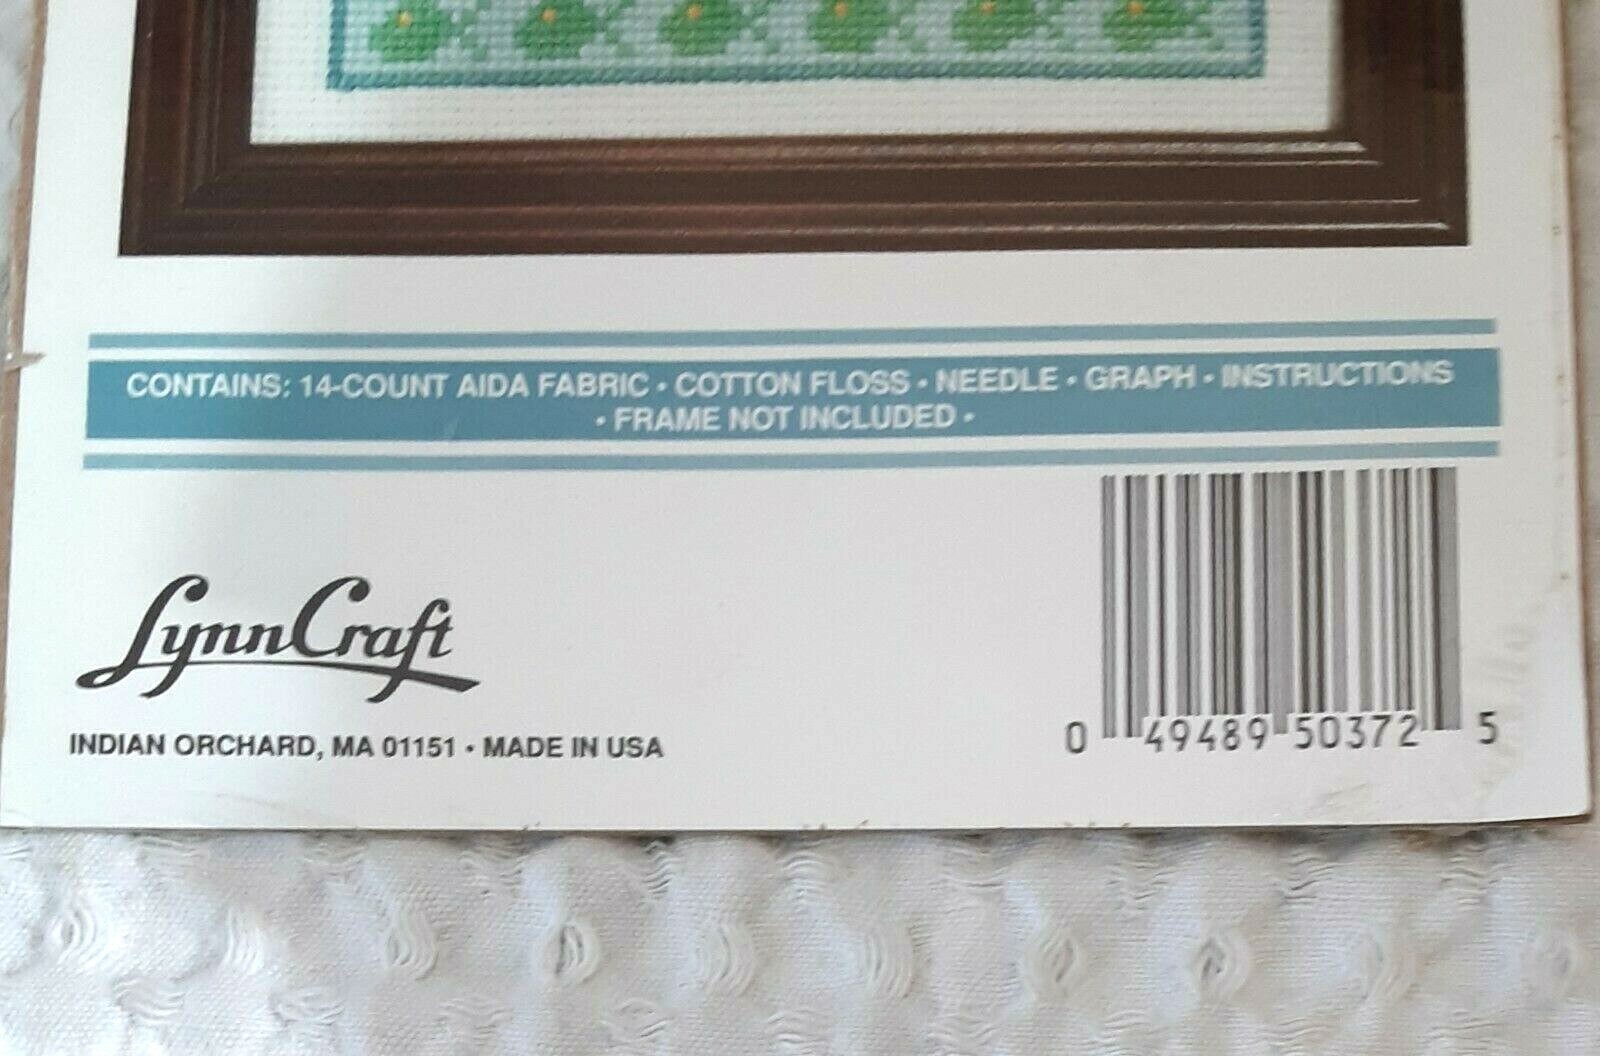 CONTAINS: 14-COUNT AIDA FABRIC • COTTON FLOSS • NEEDLE • GRAPH • INSTRUCTIONS
• FRAME NOT INCLUDED •
LynnCraft
INDIAN ORCHARD, MA 01151 • MADE IN USA
0 49489 50372 5